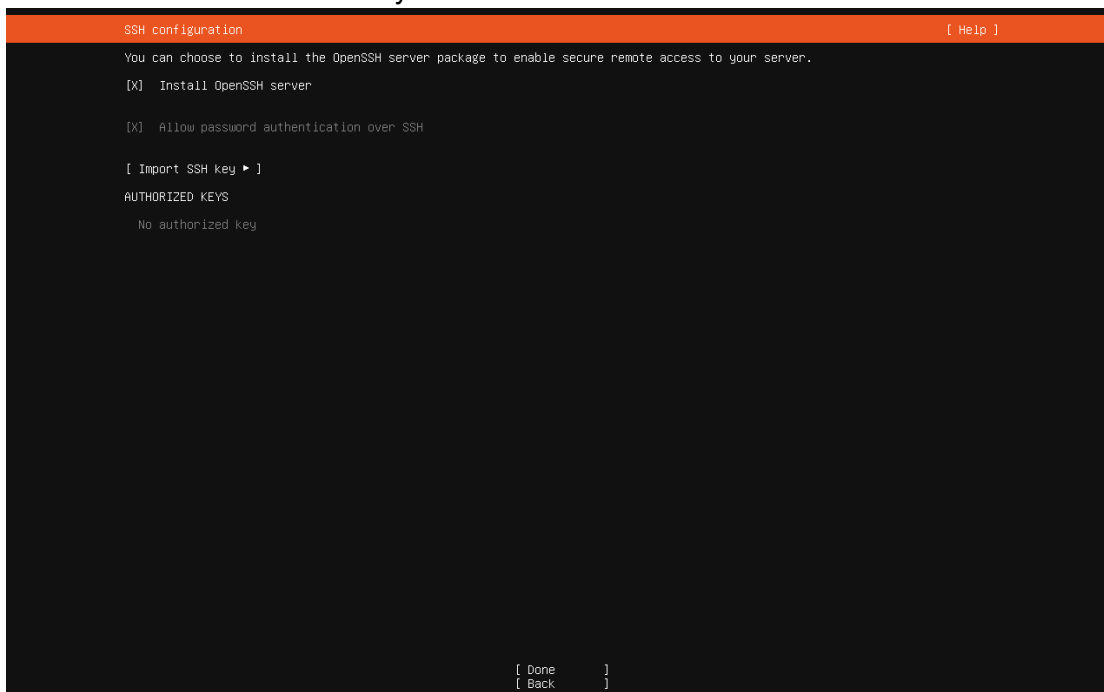 SSH configuration [ Help ]
You can choose to install the OpenSSH server package to enable secure remote access to your server.
[X] Install OpenSSH server
[X] Allow password authentication over SSH
[ Import SSH key ► ]
AUTHORIZED KEYS
No authorized key
[ Done ]
[ Back ]